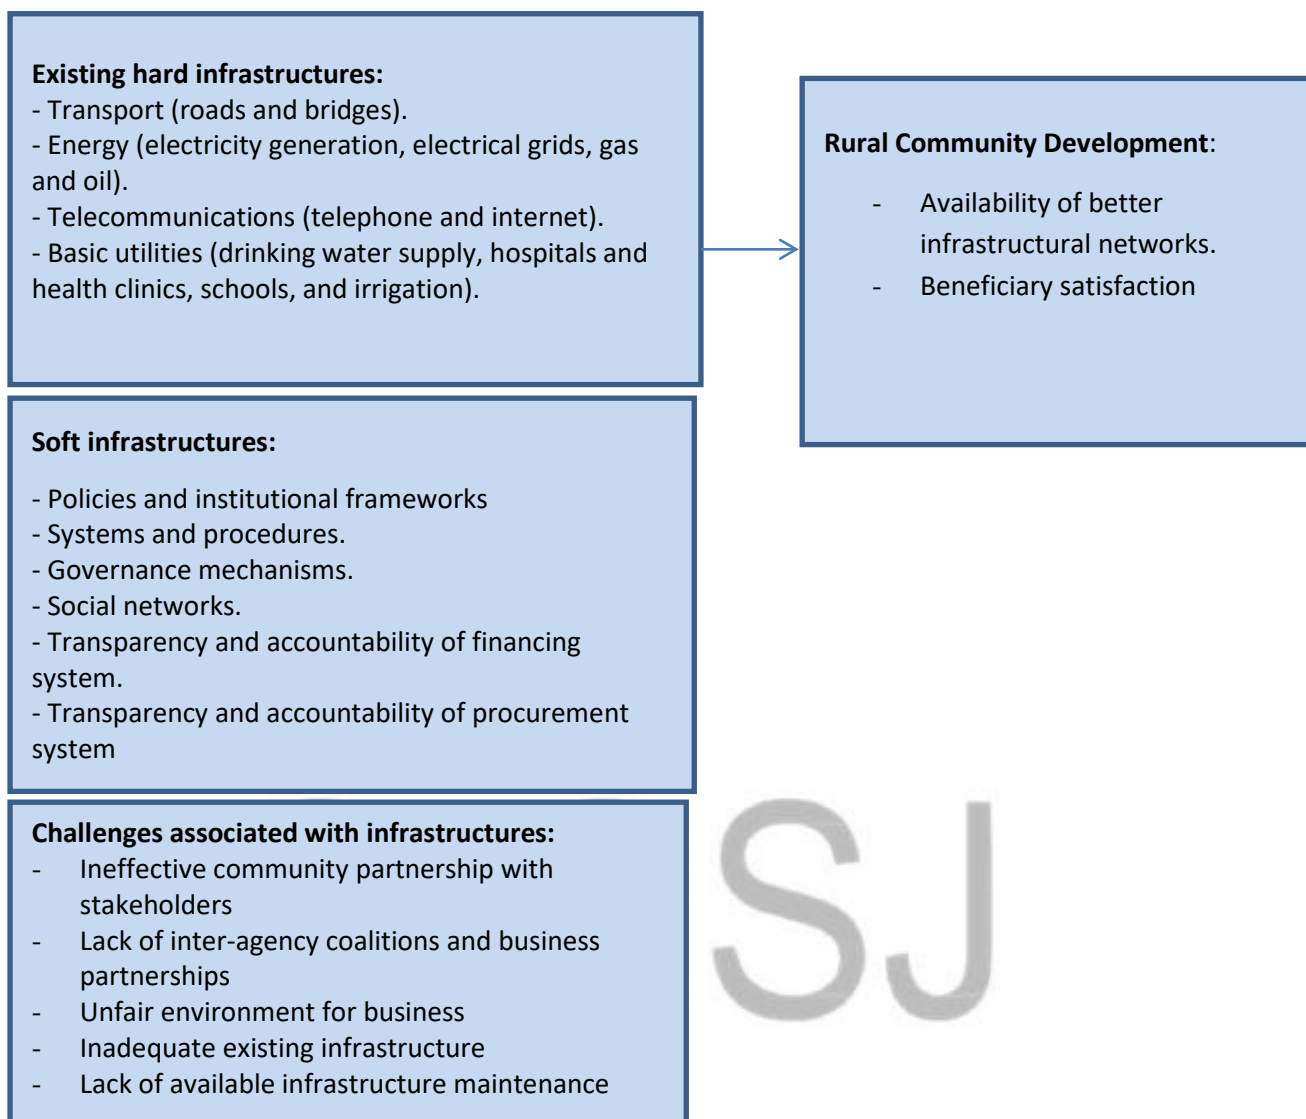 Existing hard infrastructures:
- Transport (roads and bridges).
- Energy (electricity generation, electrical grids, gas
and oil).
- Telecommunications (telephone and internet).
- Basic utilities (drinking water supply, hospitals and
health clinics, schools, and irrigation).
Rural Community Development:
- Availability of better
infrastructural networks.
- Beneficiary satisfaction
Soft infrastructures:
- Policies and institutional frameworks
- Systems and procedures.
- Governance mechanisms.
- Social networks.
- Transparency and accountability of financing
system.
- Transparency and accountability of procurement
system
Challenges associated with infrastructures:
- Ineffective community partnership with
stakeholders
- Lack of inter-agency coalitions and business
partnerships
- Unfair environment for business
- Inadequate existing infrastructure
- Lack of available infrastructure maintenance
SJ